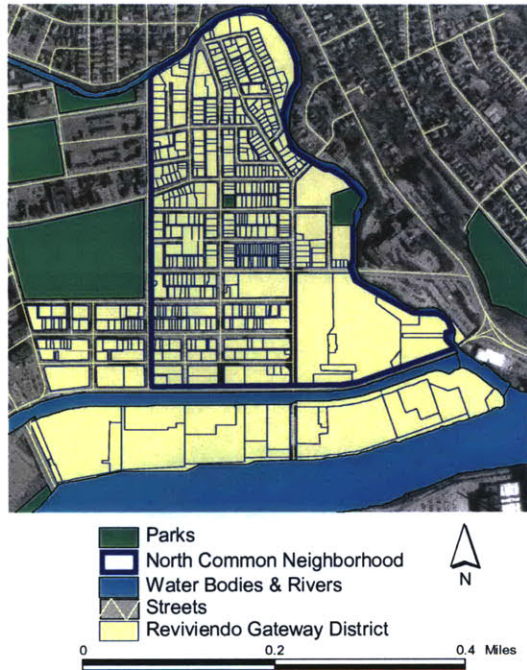 Parks
North Common Neighborhood
Water Bodies & Rivers
Streets
Reviviendo Gateway District
N
0 0.2 0.4 Miles